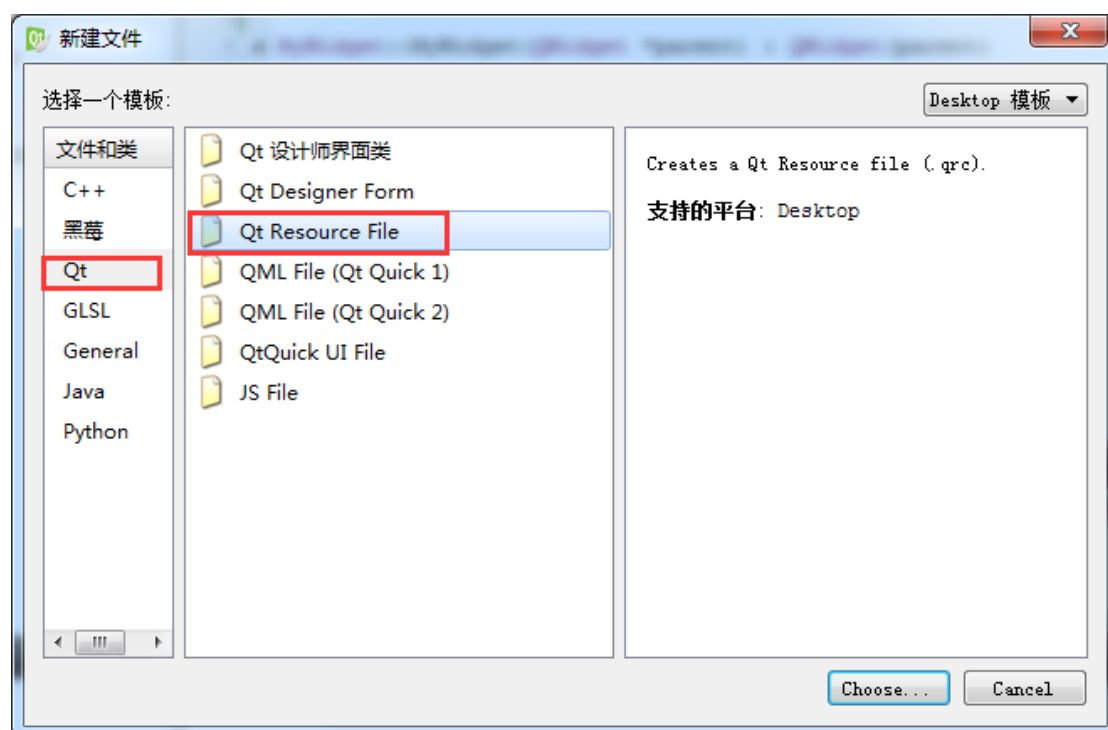 新建文件
选择一个模板:
Desktop 模板
文件和类
C++
黑莓
Qt
GLSL
General
Java
Python
Qt 设计师界面类
Qt Designer Form
Qt Resource File
QML File (Qt Quick 1)
QML File (Qt Quick 2)
QtQuick UI File
JS File
Creates a Qt Resource file (.qrc).
支持的平台: Desktop
Choose...
Cancel